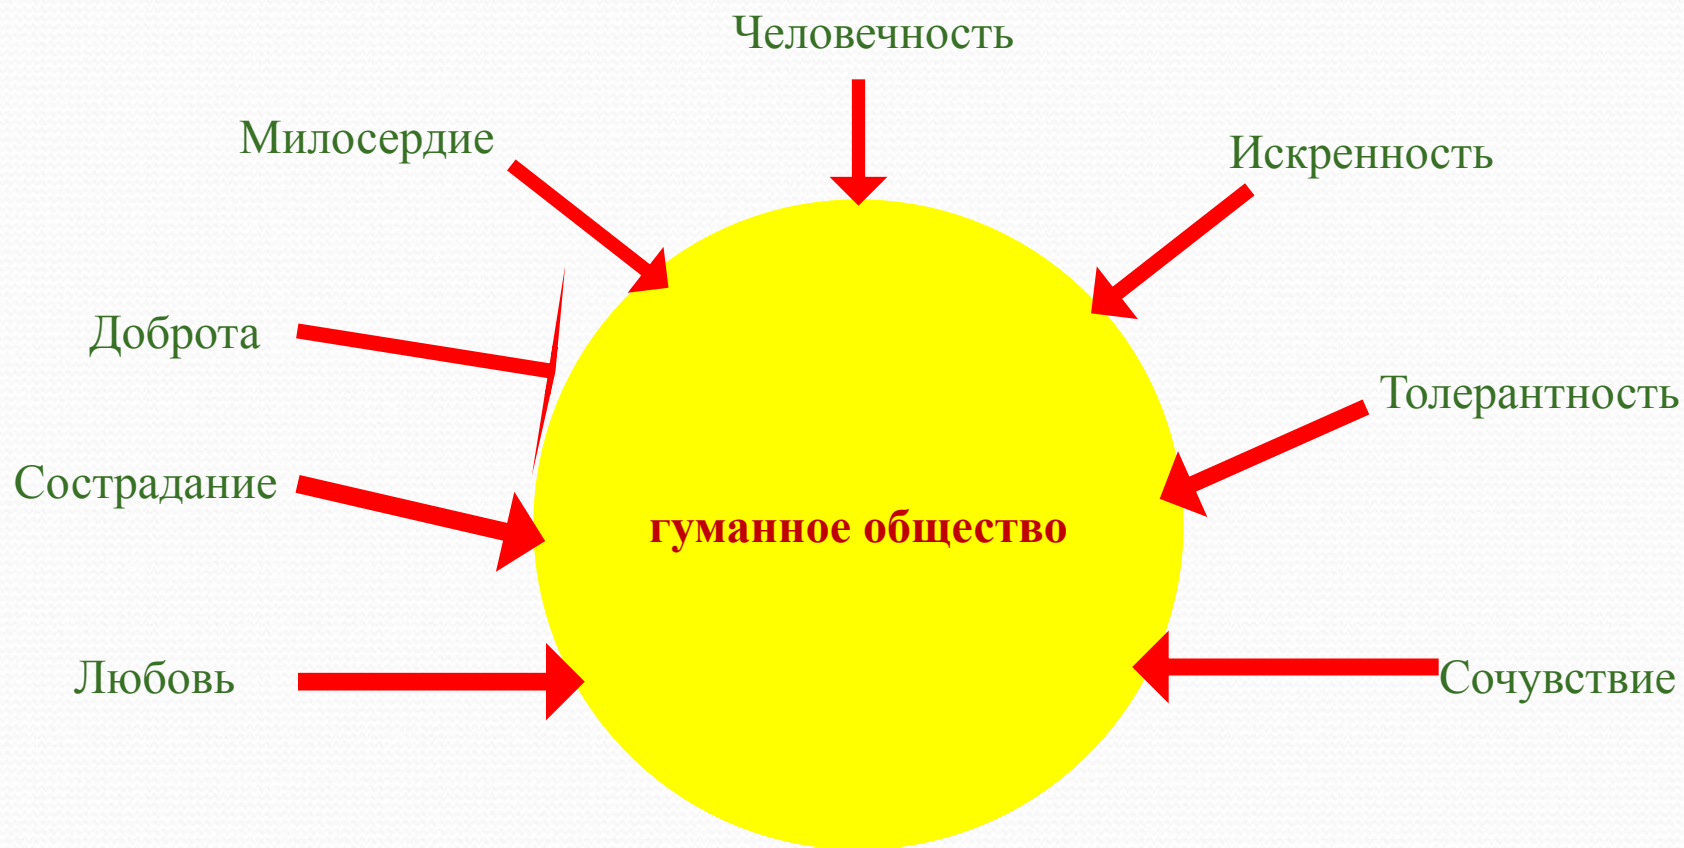 Человечность
Милосердие
Искренность
Доброта
Толерантность
Сострадание
гуманное общество
Любовь
Сочувствие